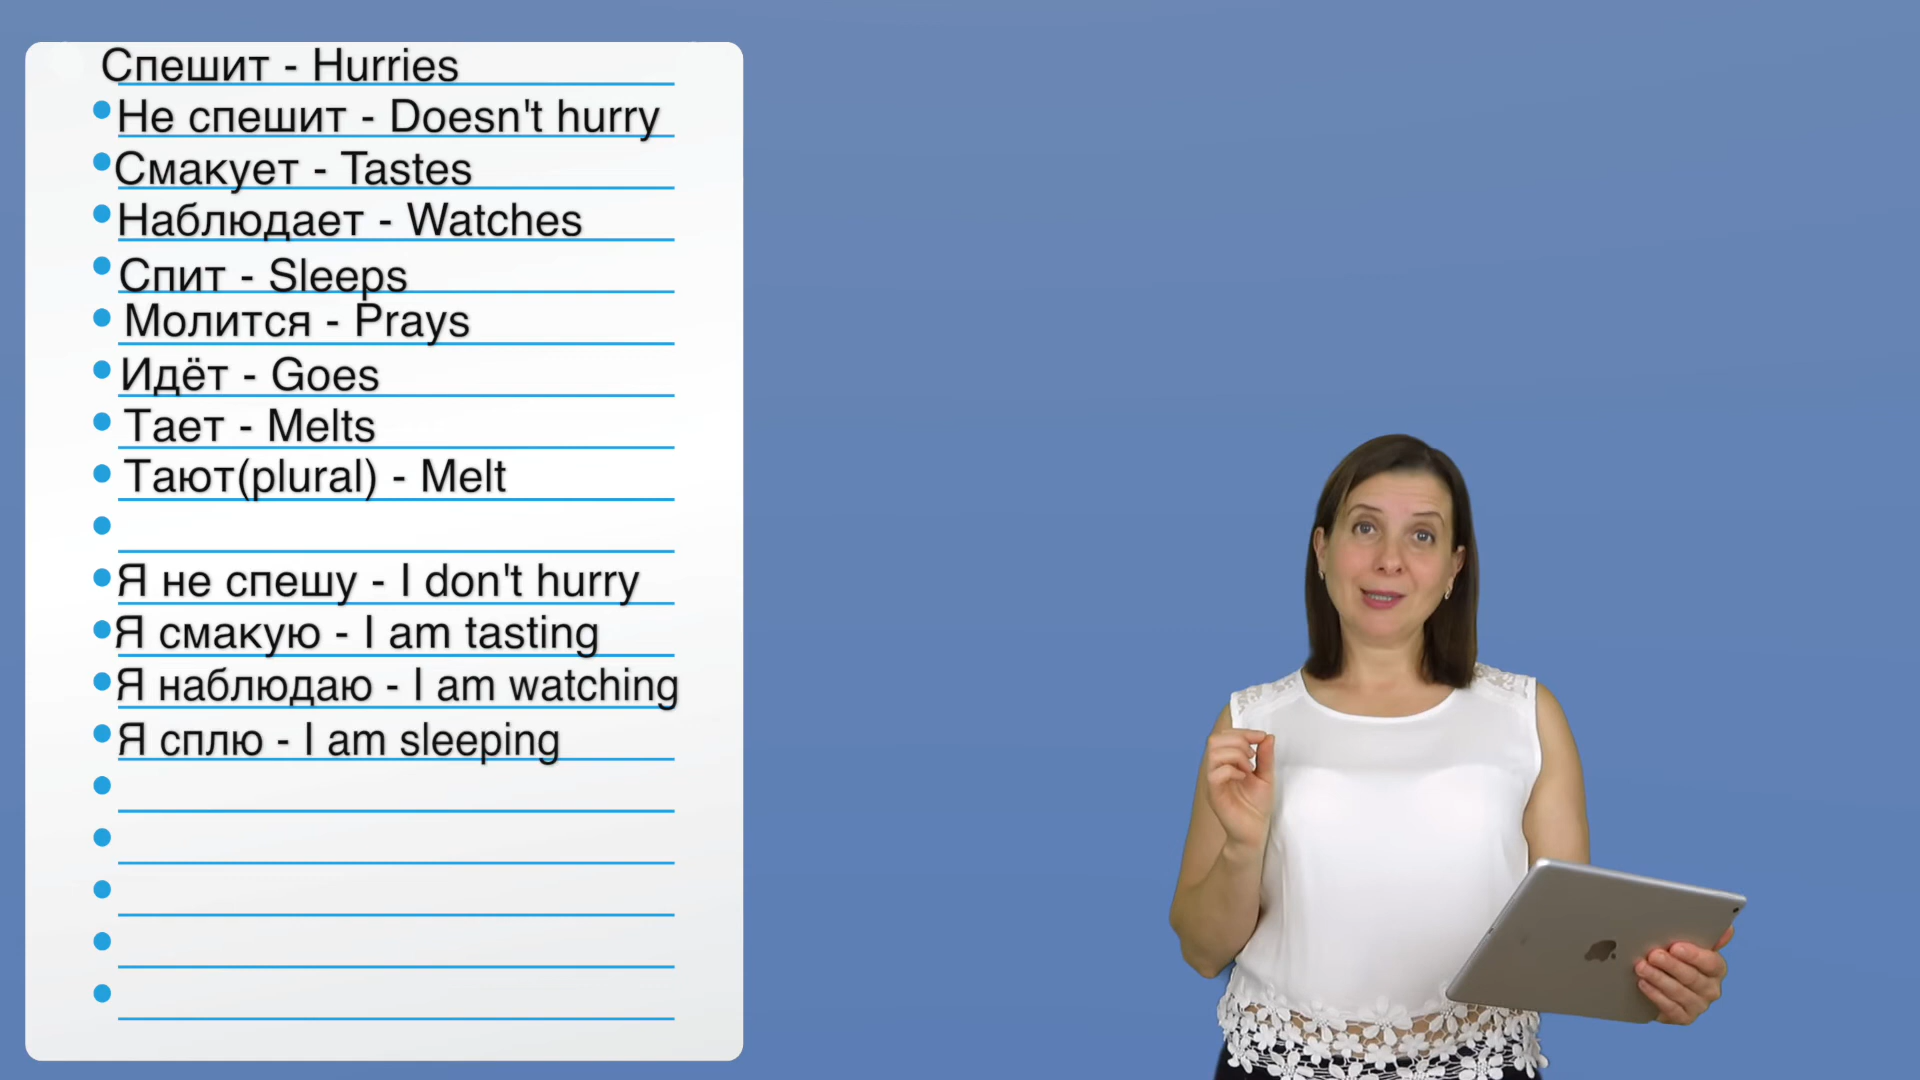 Спешит - Hurries
Не спешит - Doesn't hurry
Смакует - Tastes
Наблюдает - Watches
Спит - Sleeps
Молится - Prays
Идёт - Goes
Тает - Melts
Тают(plural) - Melt
Я не спешу - I don't hurry
Я смакую - I am tasting
Я наблюдаю - I am watching
Я сплю - I am sleeping